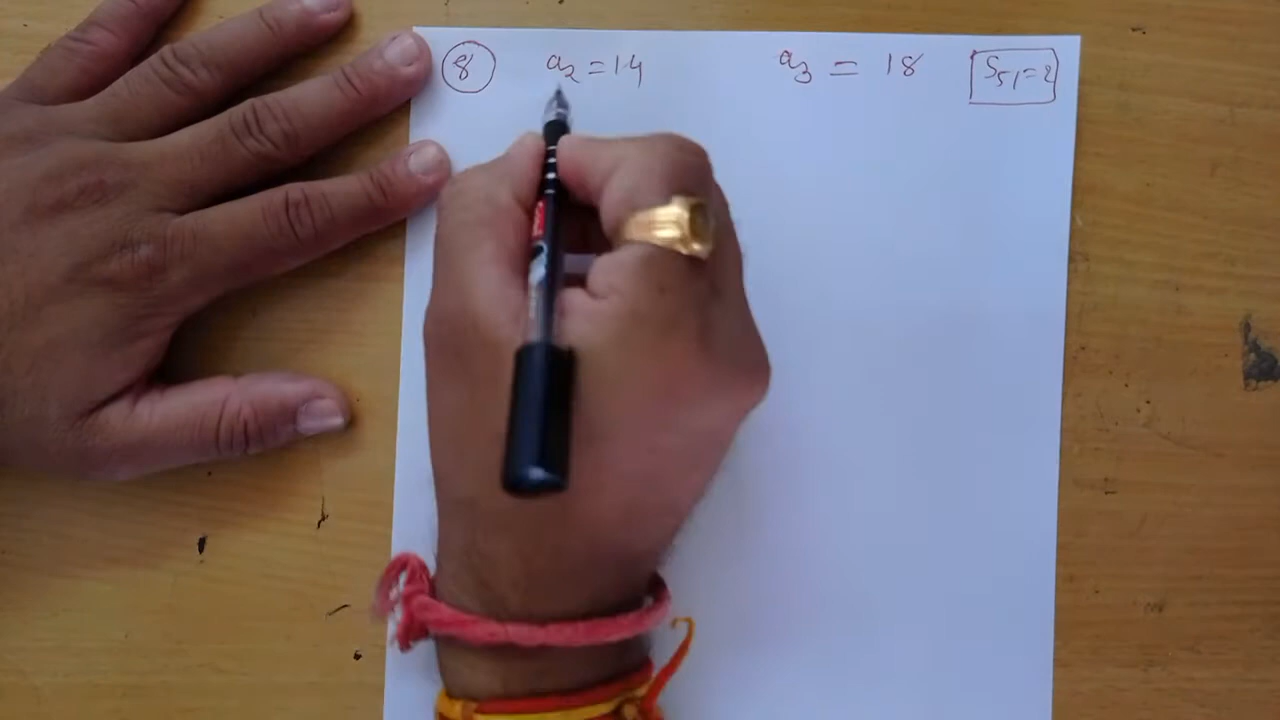 8 a₂ = 14 a₃ = 18 S₅₁ = ?